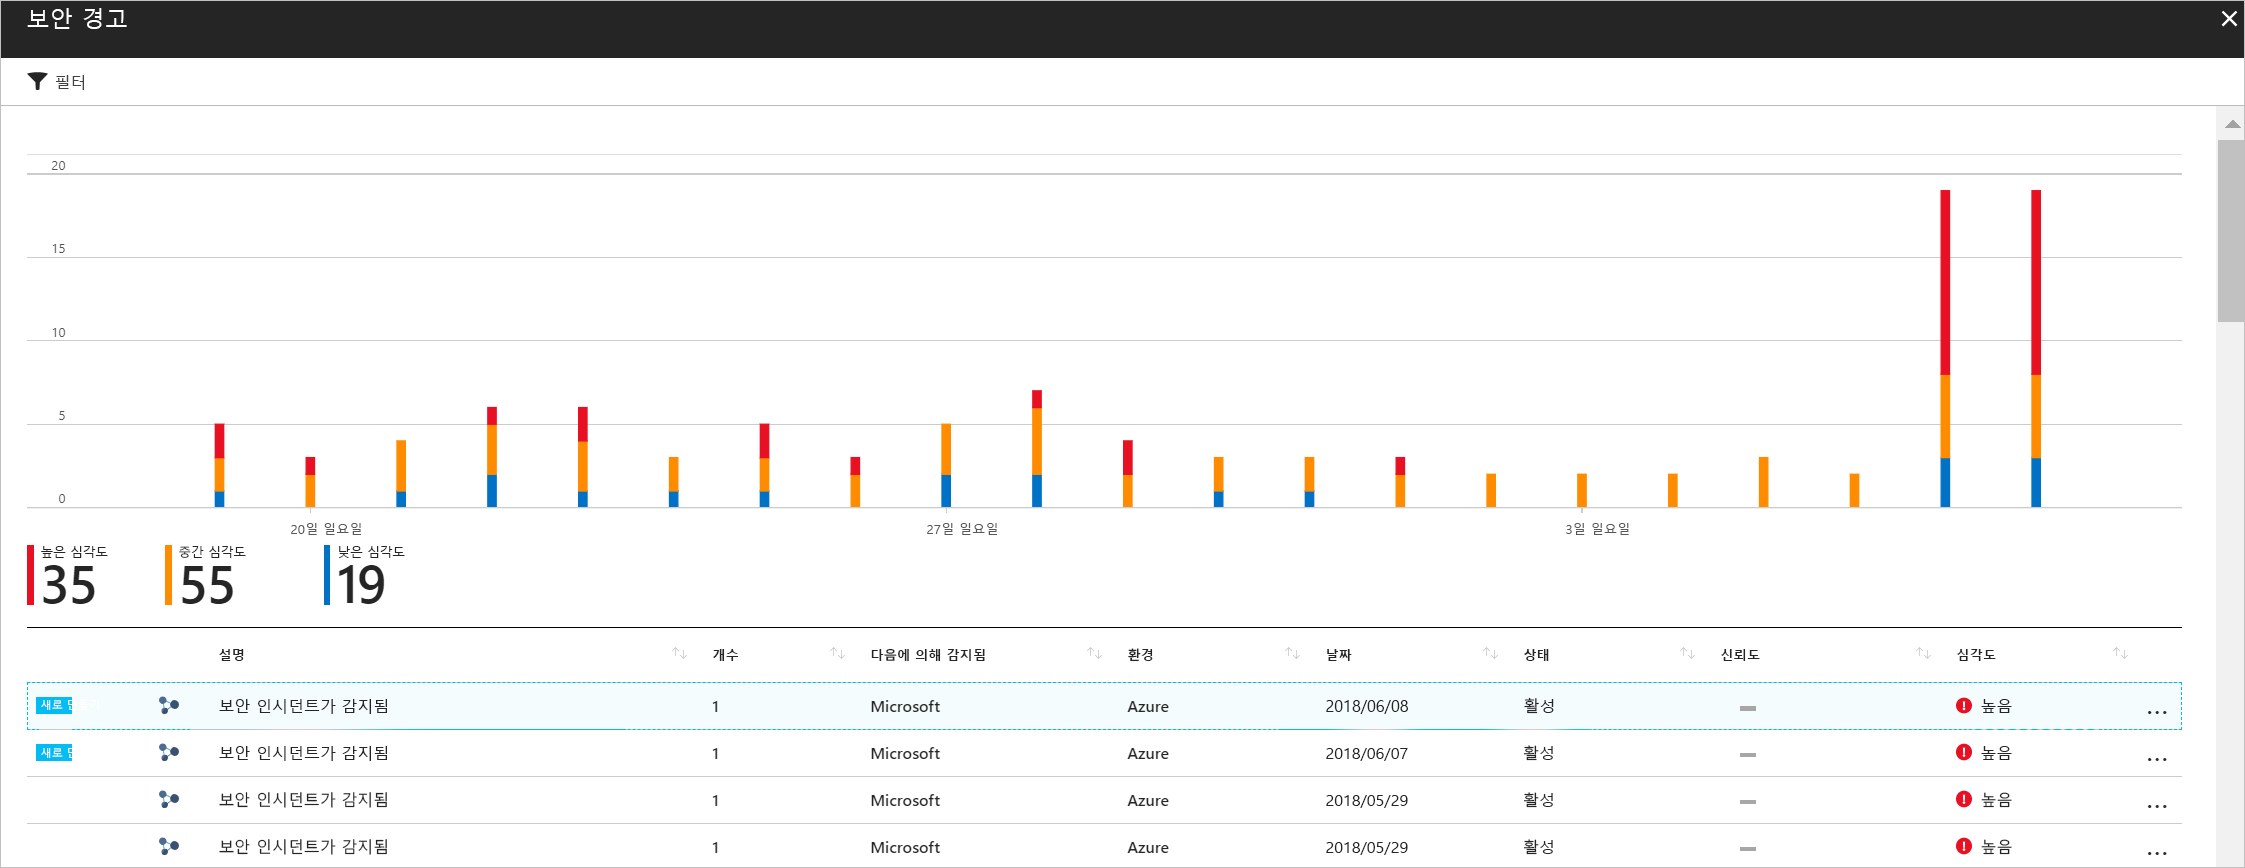 보안 경고
필터
20
15
10
5
0
20일 일요일 27일 일요일 3일 일요일
높은 심각도 중간 심각도 낮은 심각도
35 55 19
설명 개수 다음에 의해 감지됨 환경 날짜 상태 신뢰도 심각도
새로 보안 인시던트가 감지됨 1 Microsoft Azure 2018/06/08 활성 높음 ...
새로 보안 인시던트가 감지됨 1 Microsoft Azure 2018/06/07 활성 높음 ...
보안 인시던트가 감지됨 1 Microsoft Azure 2018/05/29 활성 높음 ...
보안 인시던트가 감지됨 1 Microsoft Azure 2018/05/29 활성 높음 ...